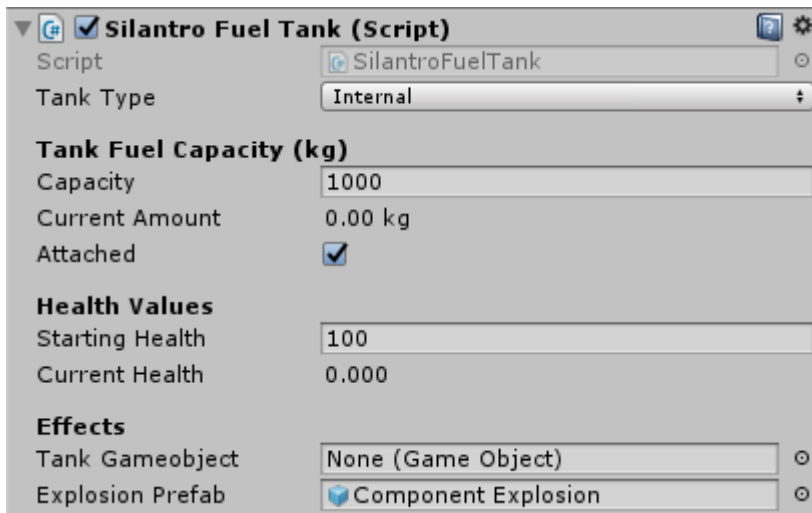 Silantro Fuel Tank (Script)
Script SilantroFuelTank
Tank Type Internal
Tank Fuel Capacity (kg)
Capacity 1000
Current Amount 0.00 kg
Attached
Health Values
Starting Health 100
Current Health 0.000
Effects
Tank Gameobject None (Game Object)
Explosion Prefab Component Explosion